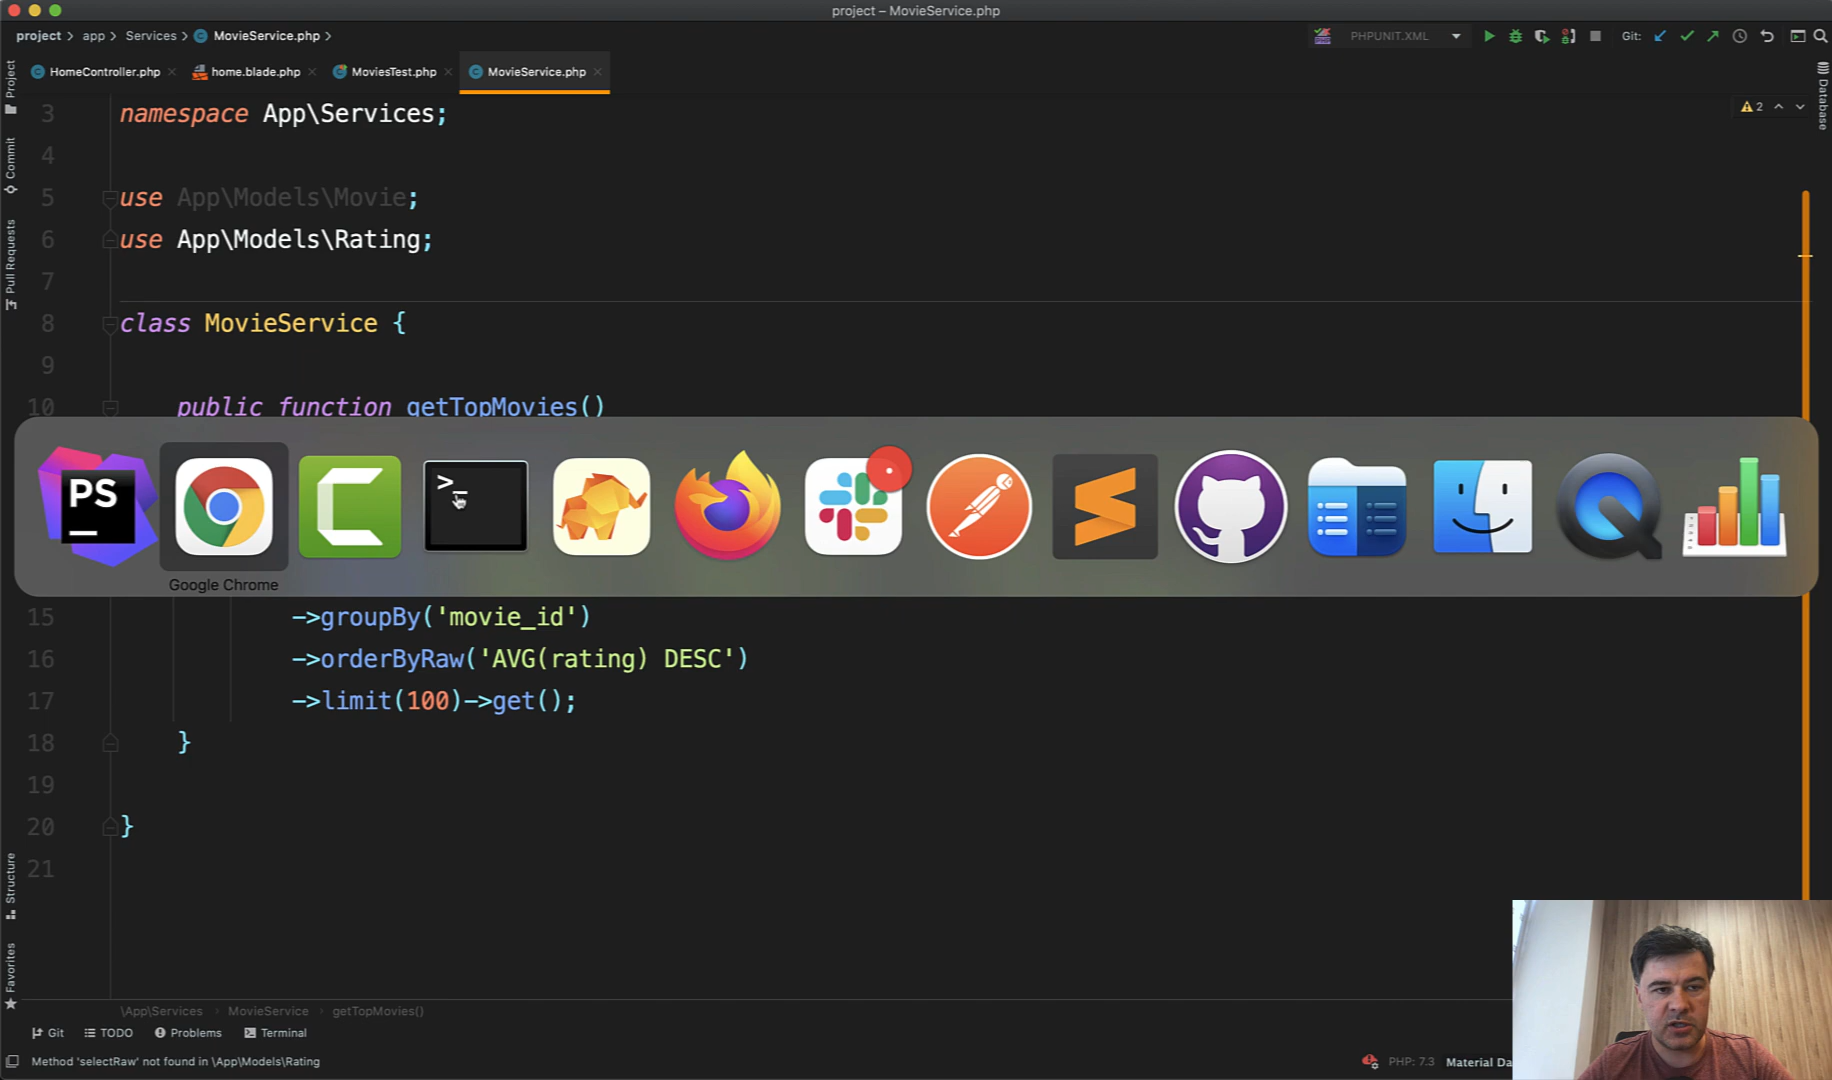 project – MovieService.php
project > app > Services > MovieService.php >
PHPUNIT.XML
Git:
HomeController.php
home.blade.php
MoviesTest.php
MovieService.php
Project
Commit
Pull Requests
Structure
Favorites
Database
2
3 namespace App\Services;
4
5 use App\Models\Movie;
6 use App\Models\Rating;
7
8 class MovieService {
9
10 public function getTopMovies()
PS
>_
Google Chrome
15 ->groupBy('movie_id')
16 ->orderByRaw('AVG(rating) DESC')
17 ->limit(100)->get();
18 }
19
20 }
21
\App\Services > MovieService > getTopMovies()
Git TODO Problems Terminal
Method 'selectRaw' not found in \App\Models\Rating
PHP: 7.3 Material Da